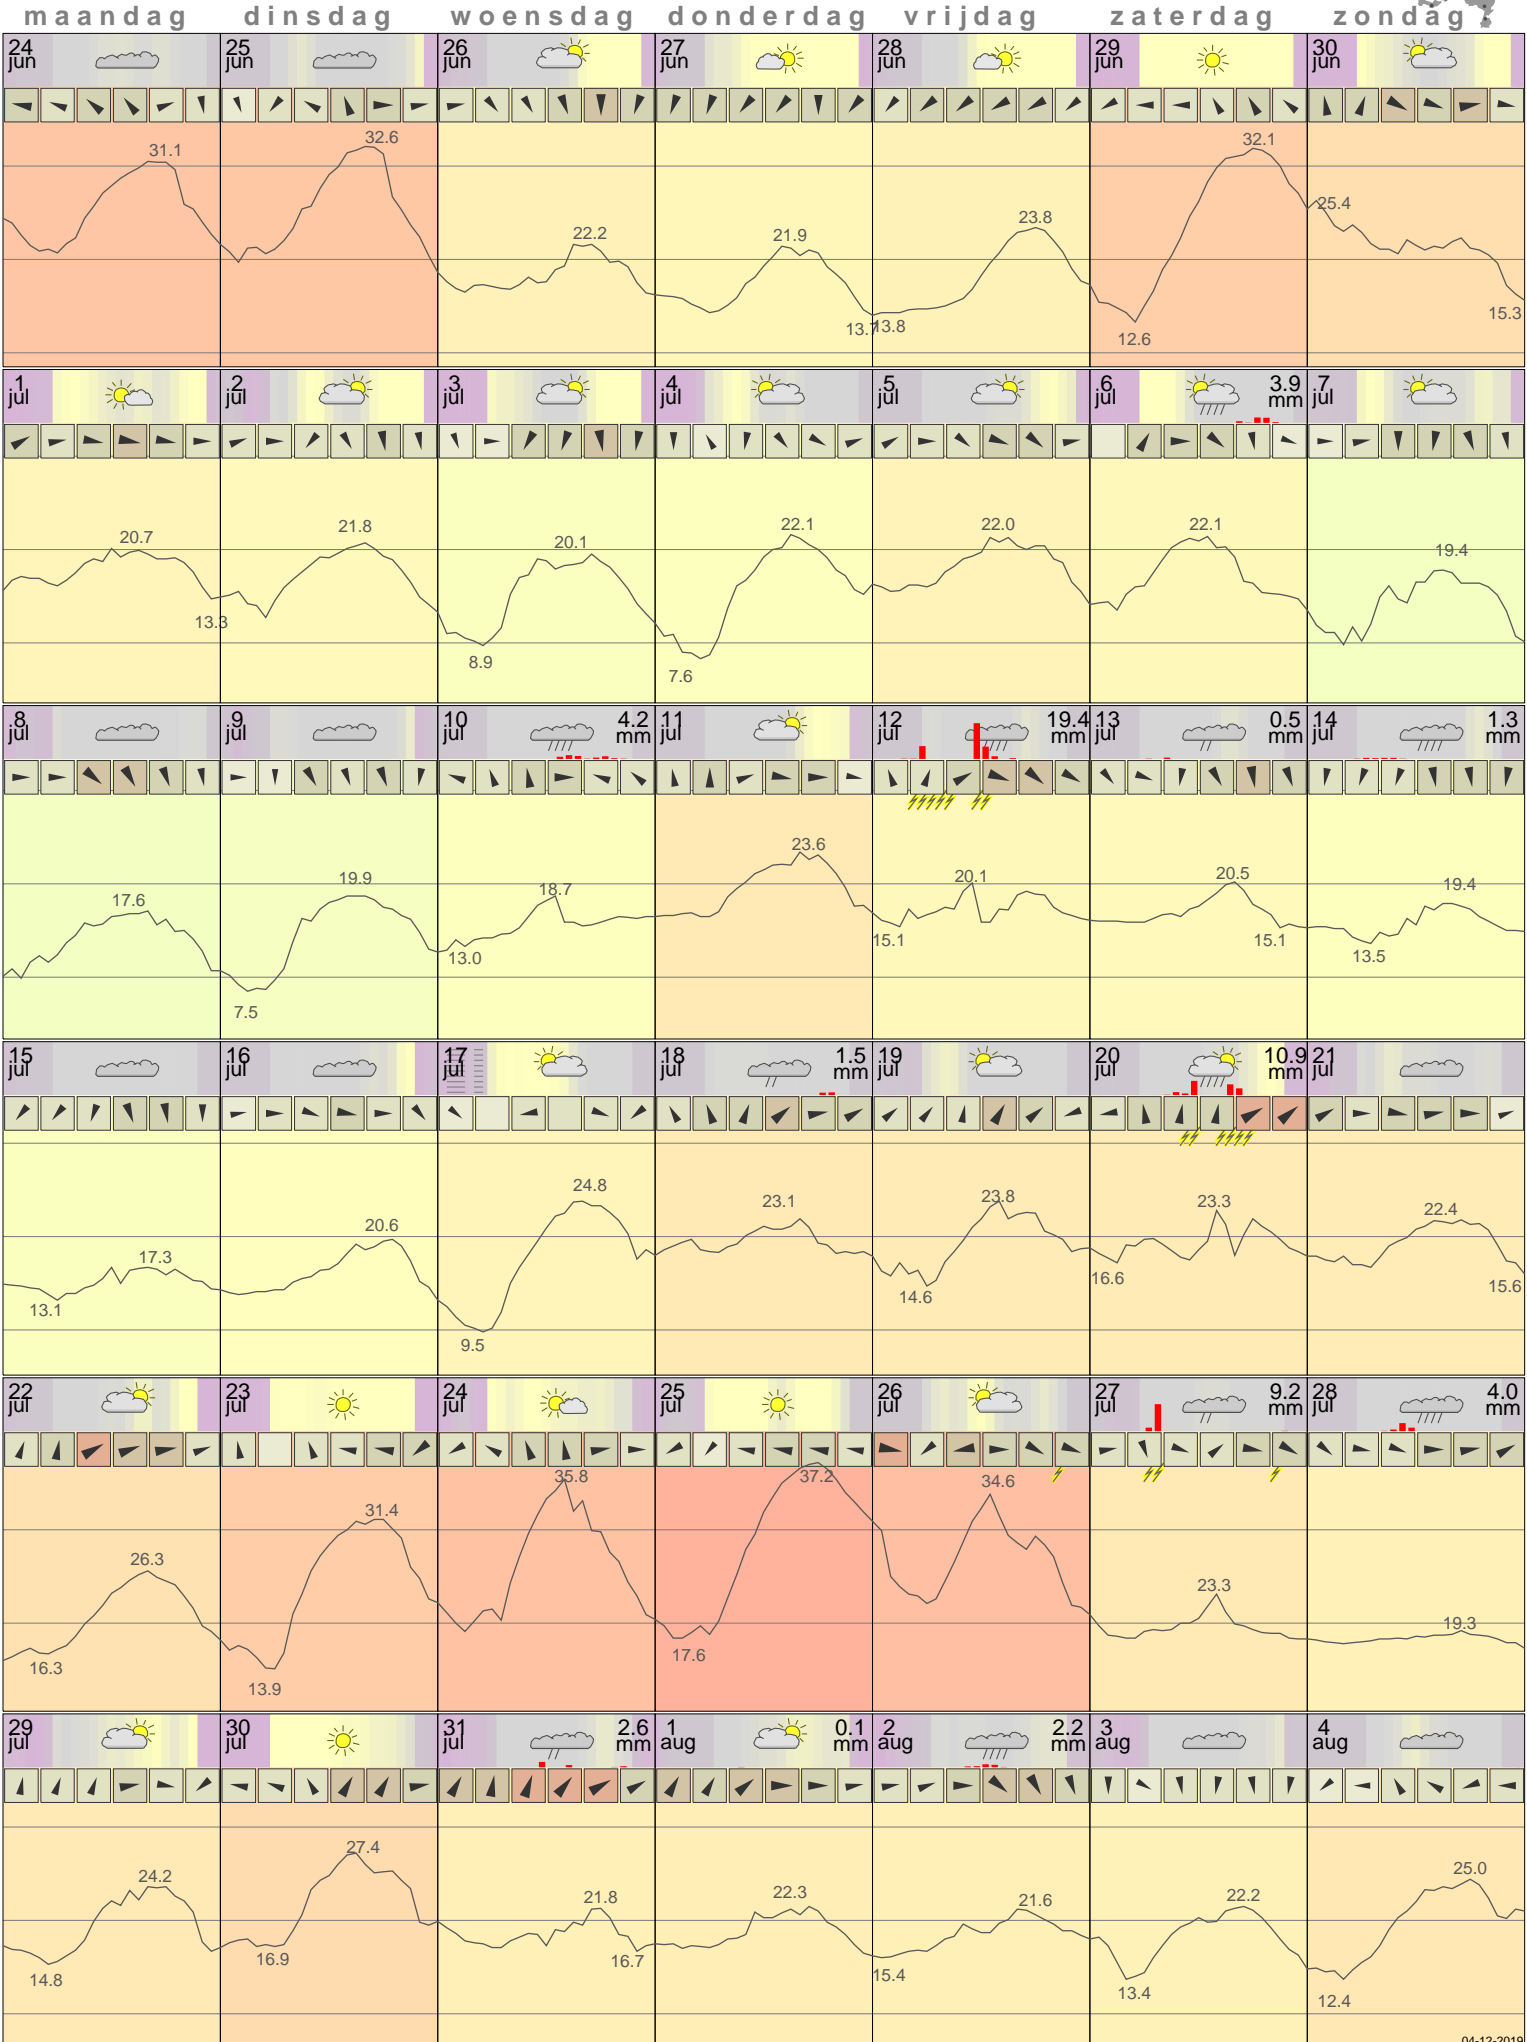 maandag dinsdag woensdag donderdag vrijdag zaterdag zondag
24 25 26 27 28 29 30
jun jun jun jun jun jun jun
31.1 32.6 22.2 21.9 23.8 32.1 25.4
13.7 13.8 12.6 15.3
1 2 3 4 5 6 3.9 7
jul jul jul jul jul jul mm jul
20.7 21.8 20.1 22.1 22.0 22.1 19.4
13.3 8.9 7.6
8 9 10 4.2 11 12 19.4 13 0.5 14 1.3
jul jul jul mm jul jul mm jul mm jul mm
17.6 19.9 18.7 23.6 20.1 20.5 19.4
7.5 13.0 15.1 15.1 13.5
15 16 17 18 1.5 19 20 10.9 21
jul jul jul jul mm jul jul mm jul
17.3 20.6 24.8 23.1 23.8 23.3 22.4
13.1 9.5 14.6 16.6 15.6
22 23 24 25 26 27 9.2 28 4.0
jul jul jul jul jul jul mm jul mm
26.3 31.4 35.8 37.2 34.6 23.3 19.3
16.3 13.9 17.6
29 30 31 2.6 1 0.1 2 2.2 3 4
jul jul jul mm aug mm aug mm aug aug
24.2 27.4 21.8 22.3 21.6 22.2 25.0
14.8 16.9 16.7 15.4 13.4 12.4
04-12-2019